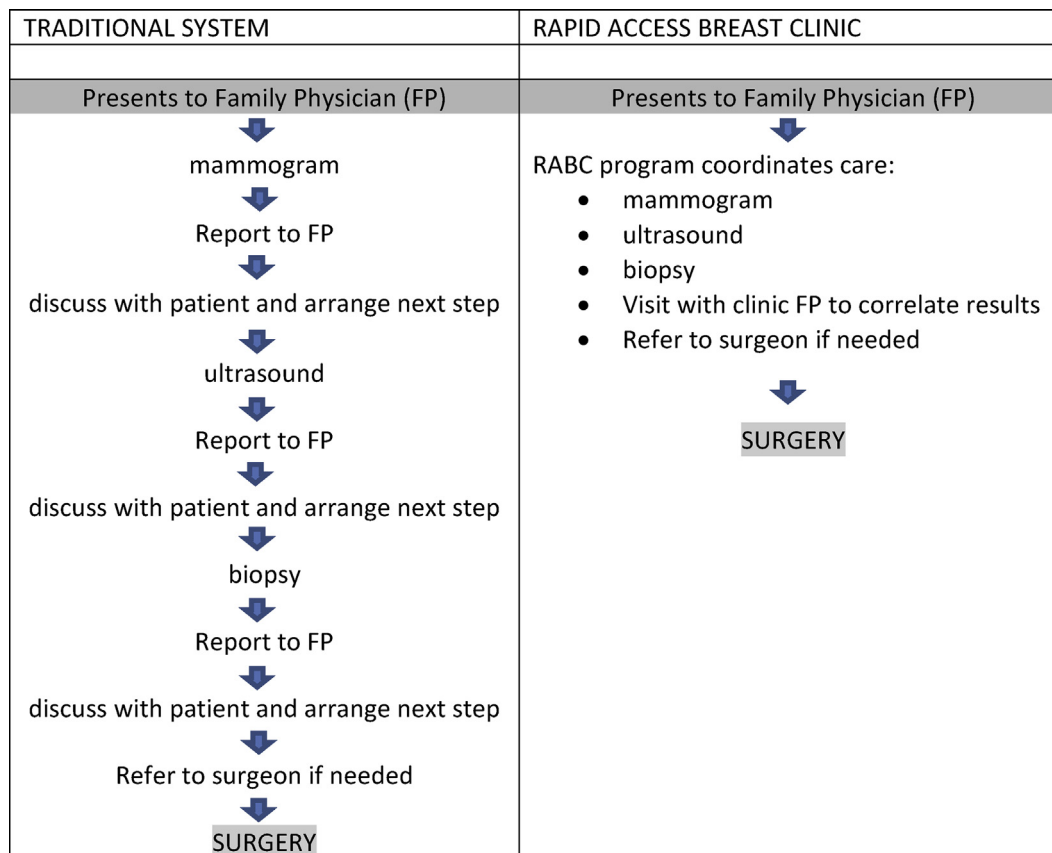 TRADITIONAL SYSTEM
Presents to Family Physician (FP)
mammogram
Report to FP
discuss with patient and arrange next step
ultrasound
Report to FP
discuss with patient and arrange next step
biopsy
Report to FP
discuss with patient and arrange next step
Refer to surgeon if needed
SURGERY
RAPID ACCESS BREAST CLINIC
Presents to Family Physician (FP)
RABC program coordinates care:
• mammogram
• ultrasound
• biopsy
• Visit with clinic FP to correlate results
• Refer to surgeon if needed
SURGERY